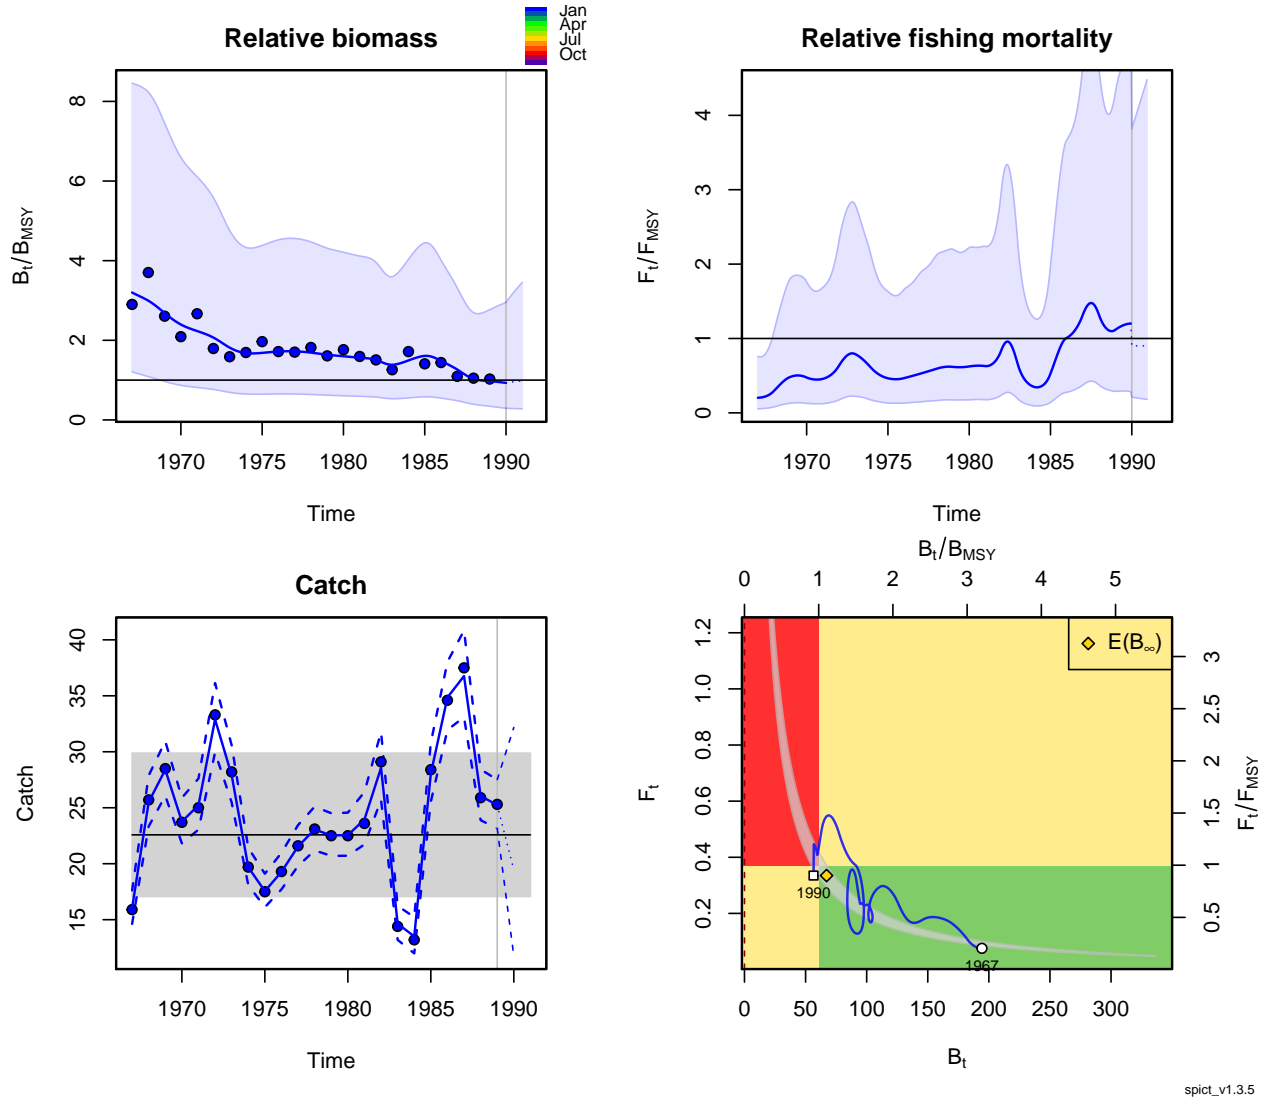 Relative biomass
Jan
Apr
Jul
Oct
Bt/BMSY
0 2 4 6 8
1970 1975 1980 1985 1990
Time
Relative fishing mortality
Ft/FMSY
0 1 2 3 4
1970 1975 1980 1985 1990
Time
Catch
Catch
15 20 25 30 35 40
1970 1975 1980 1985 1990
Time
Bt/BMSY
0 1 2 3 4 5
Ft
0.2 0.4 0.6 0.8 1.0 1.2
E(B∞)
1990
1967
0.5 1 1.5 2 2.5 3
Ft/FMSY
0 50 100 150 200 250 300
Bt
spict_v1.3.5